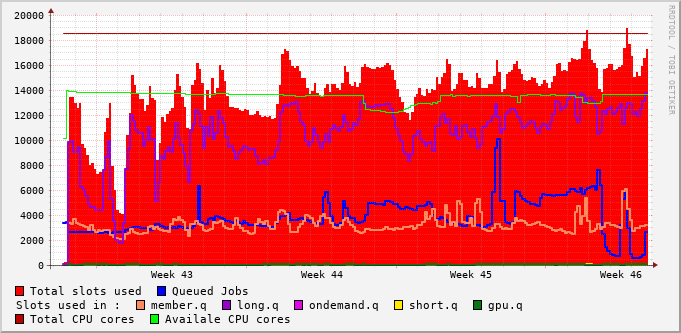 20000
18000
16000
14000
12000
10000
8000
6000
4000
2000
0
Week 43 Week 44 Week 45 Week 46
RRDTOOL / TOBI OETIKER
Total slots used Queued Jobs
Slots used in : member.q long.q ondemand.q short.q gpu.q
Total CPU cores Availale CPU cores